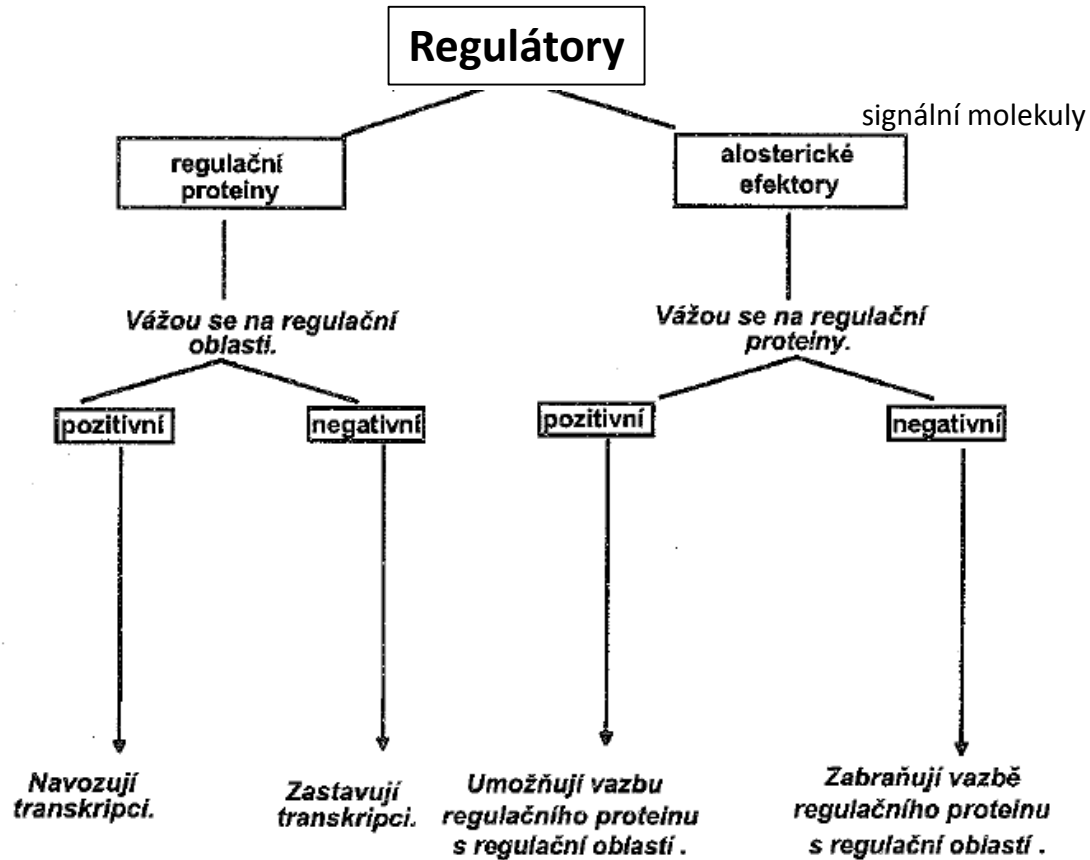 Regulátory
signální molekuly
regulační
proteiny
alosterické
efektory
Vážou se na regulační
oblasti.
Vážou se na regulační
proteiny.
pozitivní
negativní
pozitivní
negativní
Navozují
transkripci.
Zastavují
transkripci.
Umožňují vazbu
regulačního proteinu
s regulační oblastí .
Zabraňují vazbě
regulačního proteinu
s regulační oblastí .